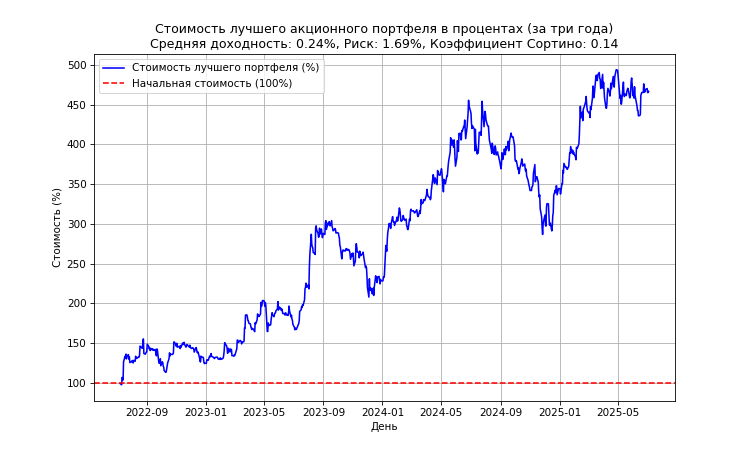 Стоимость лучшего акционного портфеля в процентах (за три года)
Средняя доходность: 0.24%, Риск: 1.69%, Коэффициент Сортино: 0.14
Стоимость лучшего портфеля (%)
Начальная стоимость (100%)
Стоимость (%)
500
450
400
350
300
250
200
150
100
2022-09 2023-01 2023-05 2023-09 2024-01 2024-05 2024-09 2025-01 2025-05
День